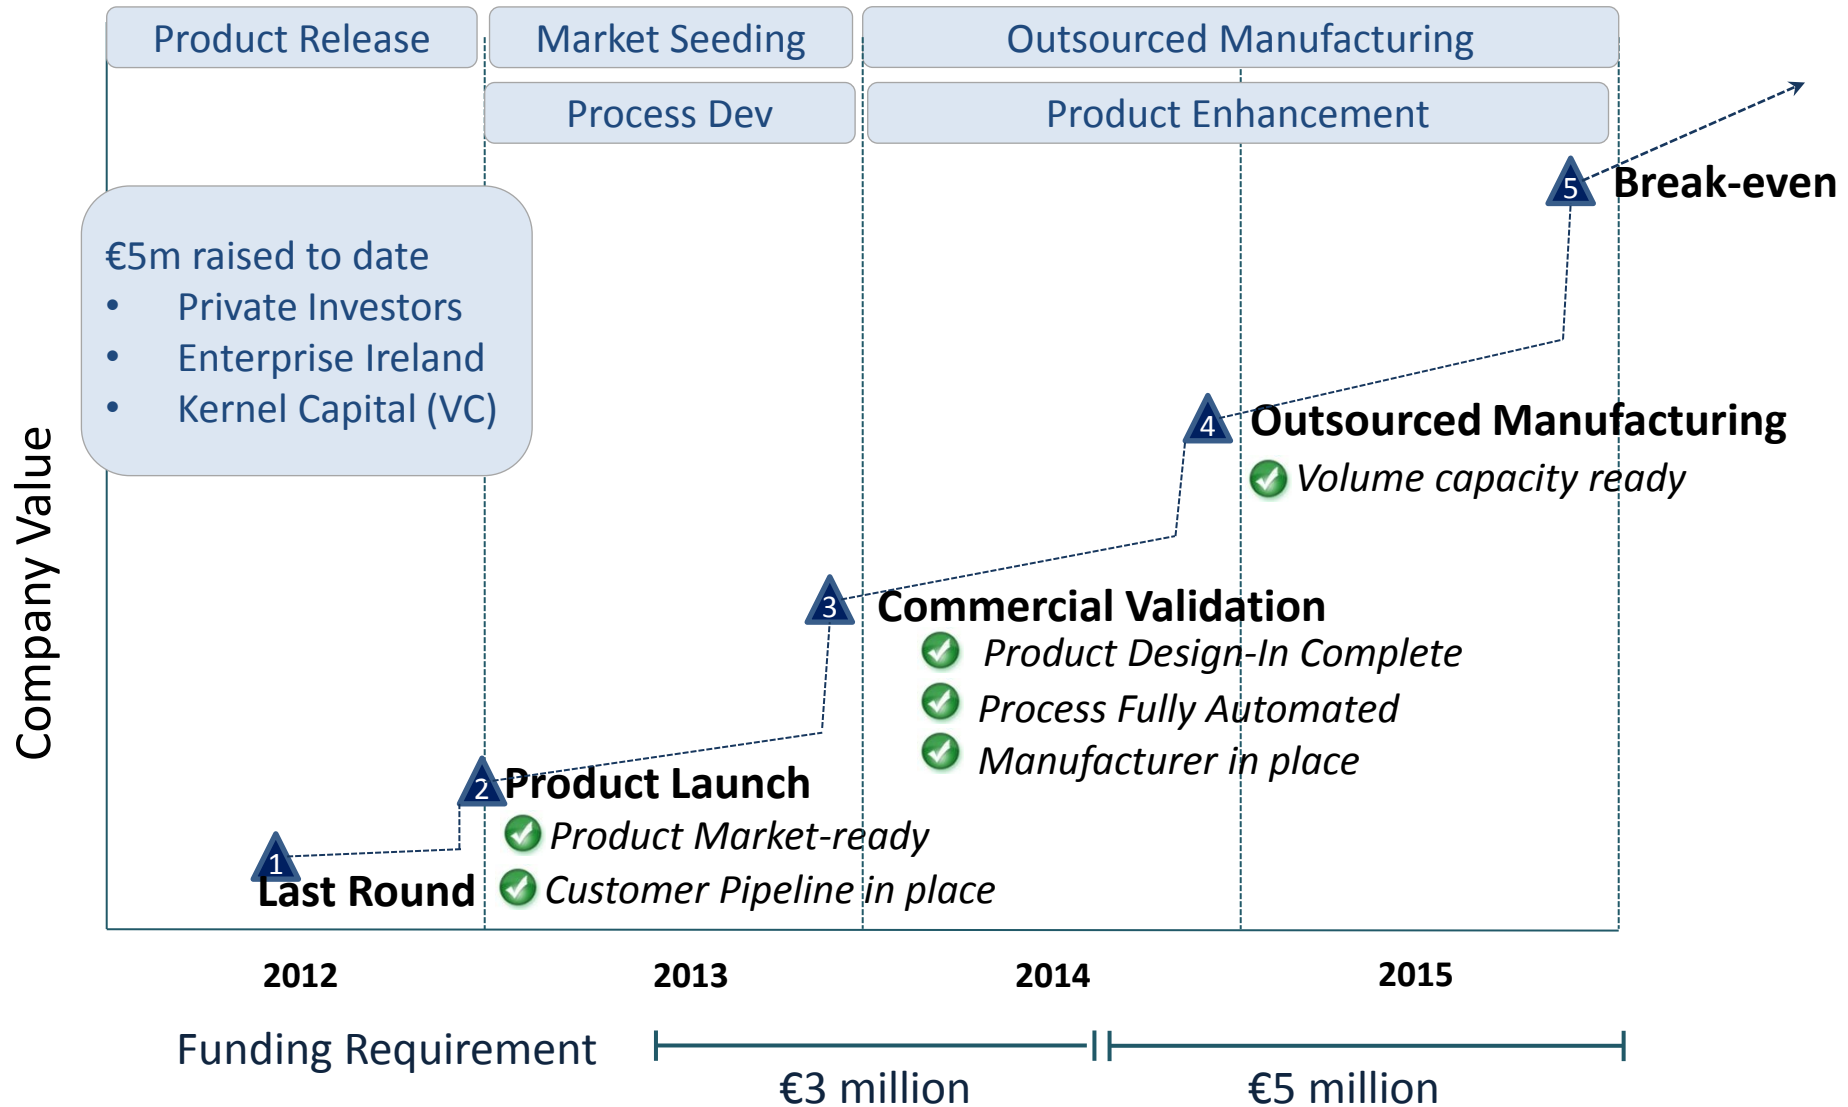 Product Release
Market Seeding
Outsourced Manufacturing
Process Dev
Product Enhancement
€5m raised to date
• Private Investors
• Enterprise Ireland
• Kernel Capital (VC)
Company Value
5
Break-even
4
Outsourced Manufacturing
Volume capacity ready
3
Commercial Validation
Product Design-In Complete
Process Fully Automated
Manufacturer in place
2
Product Launch
Product Market-ready
Customer Pipeline in place
1
Last Round
2012
2013
2014
2015
Funding Requirement
€3 million
€5 million